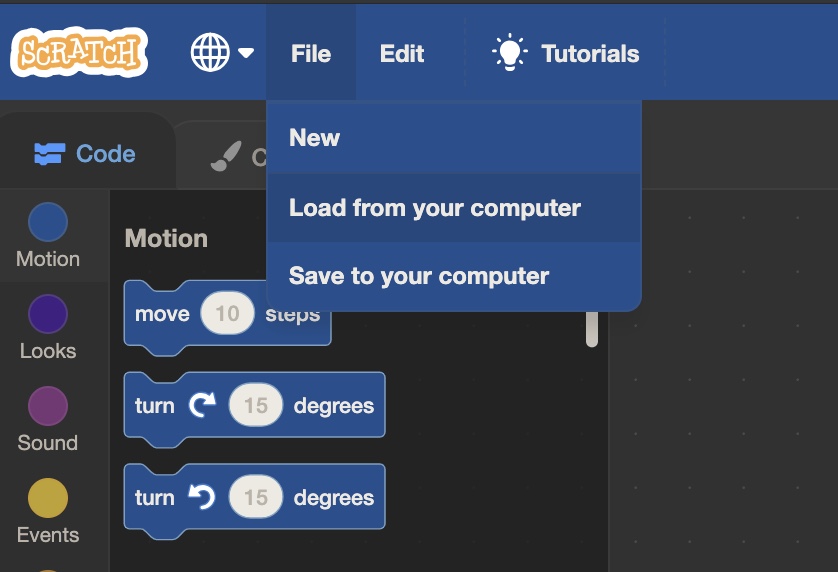 SCRATCH
File
Edit
Tutorials
New
Load from your computer
Save to your computer
Code
C
Motion
Looks
Sound
Events
Motion
move 10 steps
turn 15 degrees
turn 15 degrees